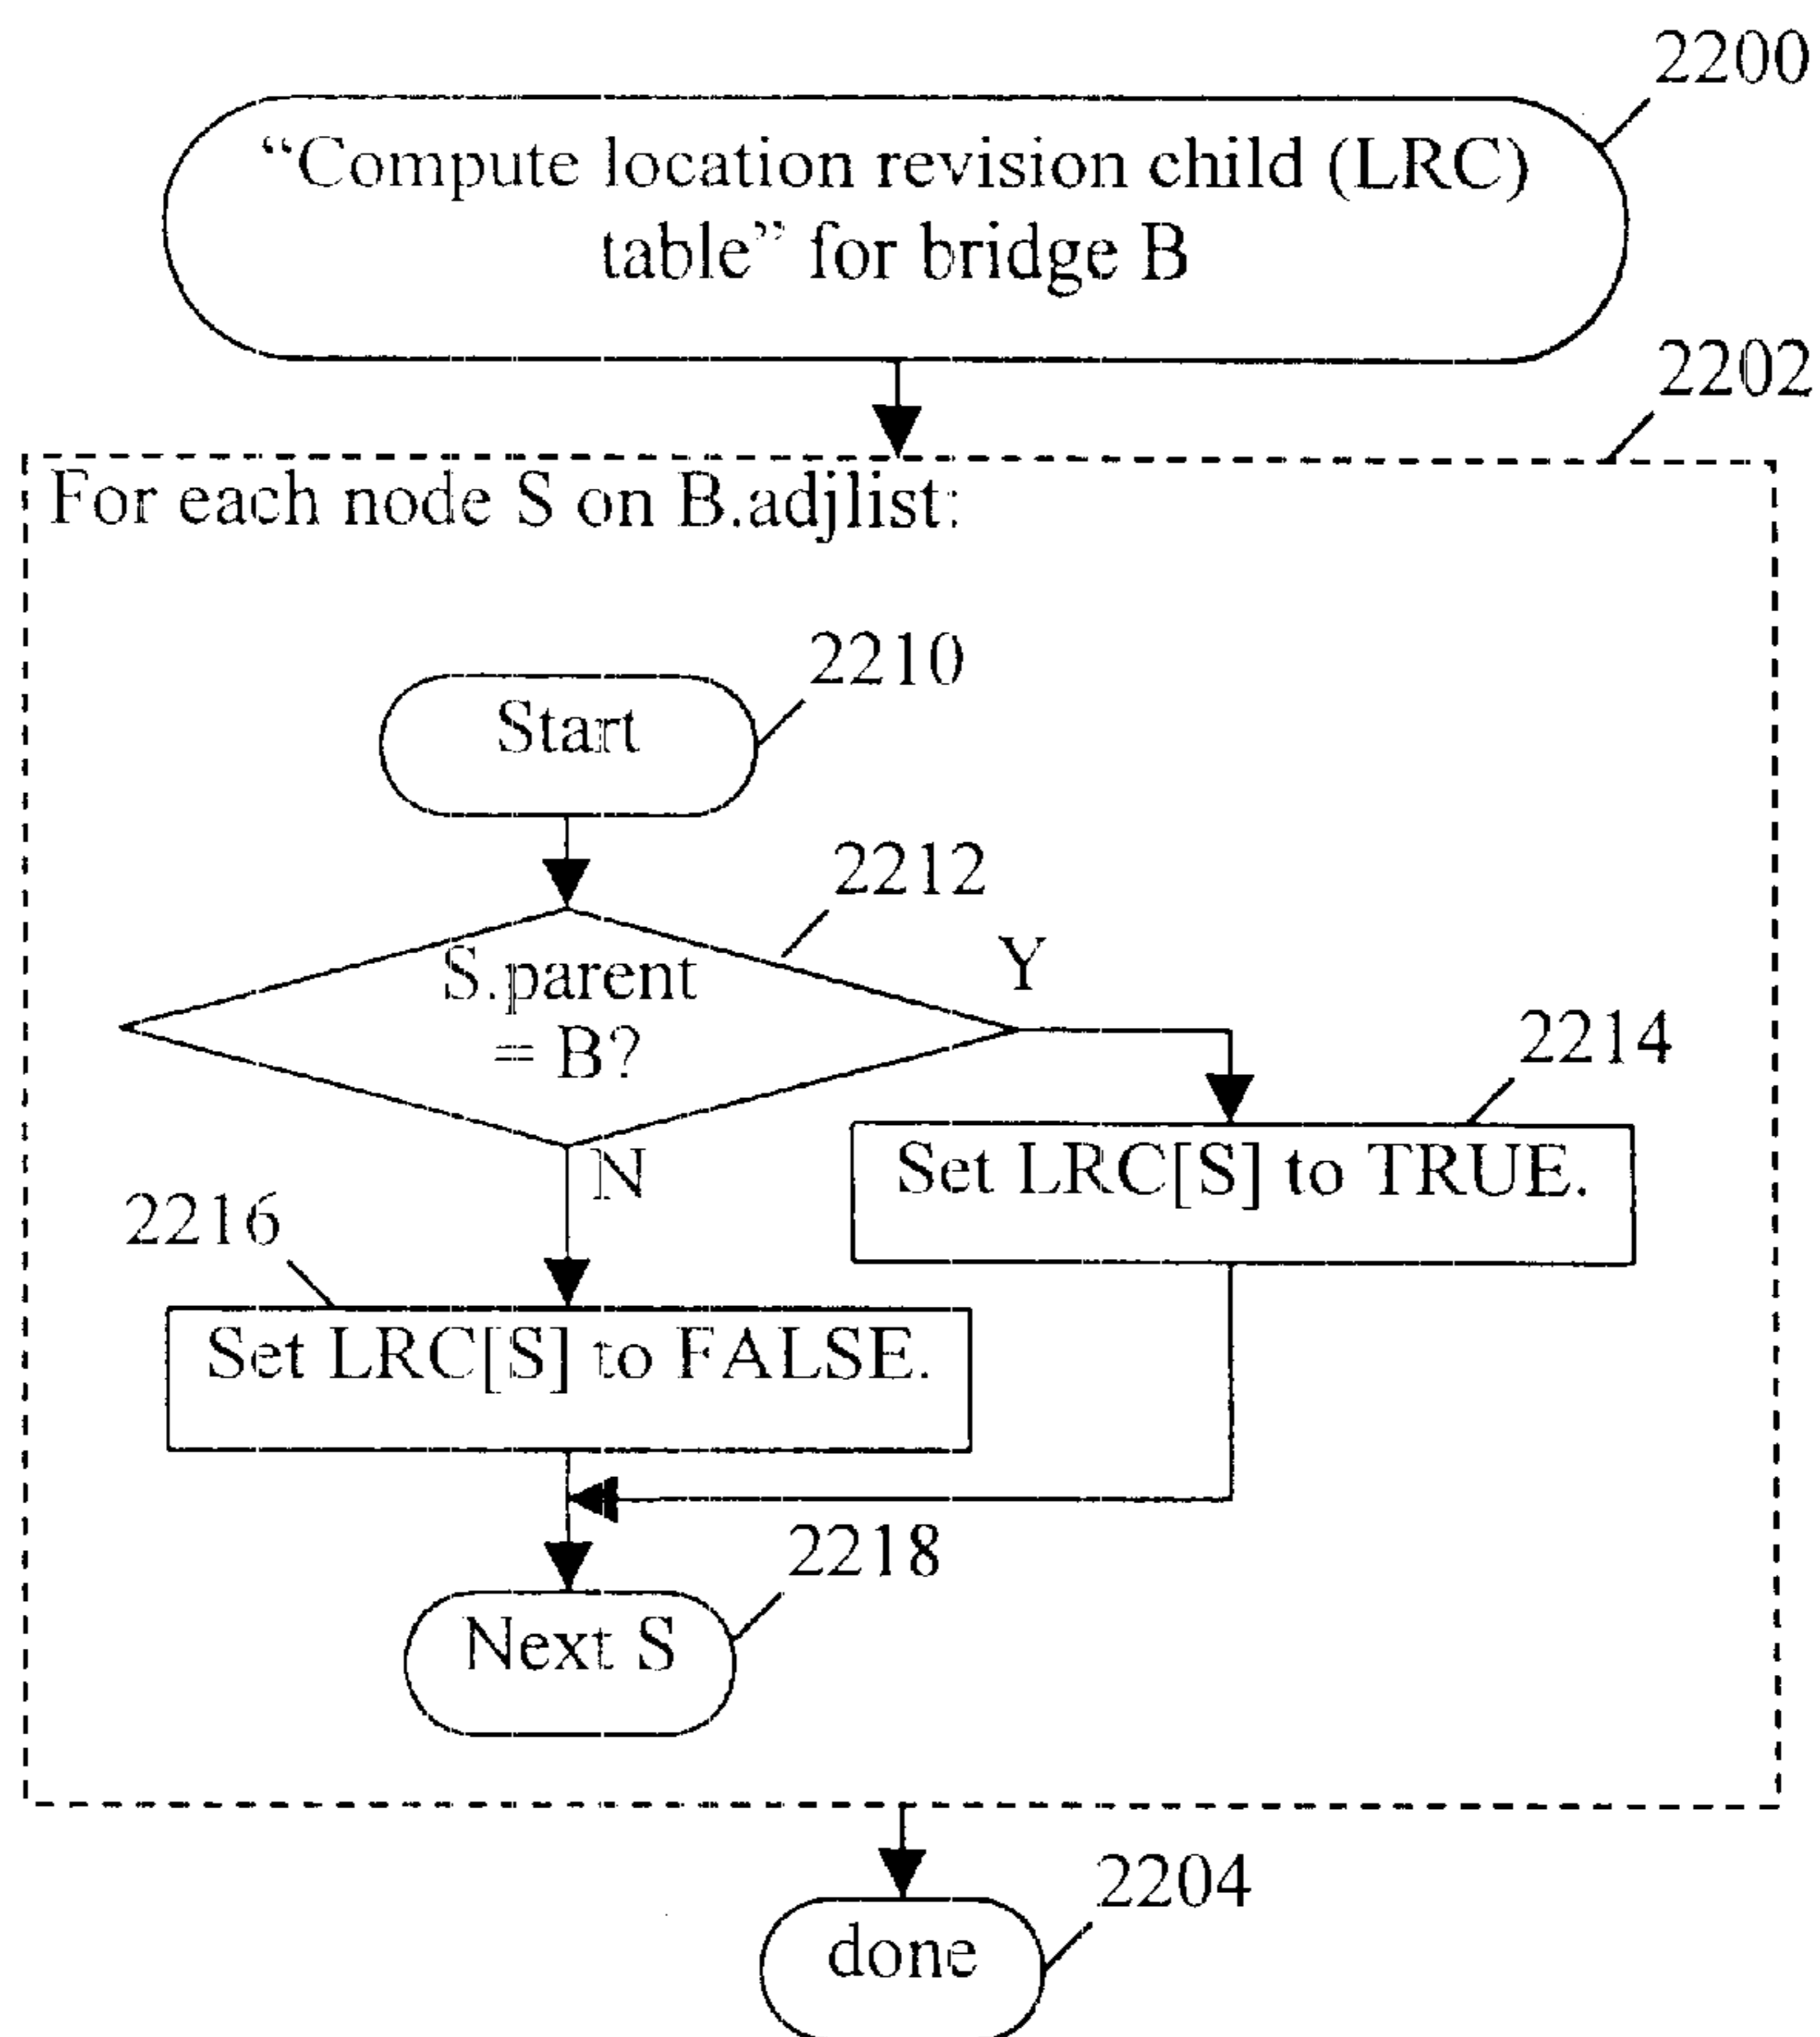 2200
“Compute location revision child (LRC)
table” for bridge B
2202
For each node S on B.adjlist:
2210
Start
2212
S.parent
= B?
Y
2214
Set LRC[S] to TRUE.
N
2216
Set LRC[S] to FALSE.
2218
Next S
2204
done